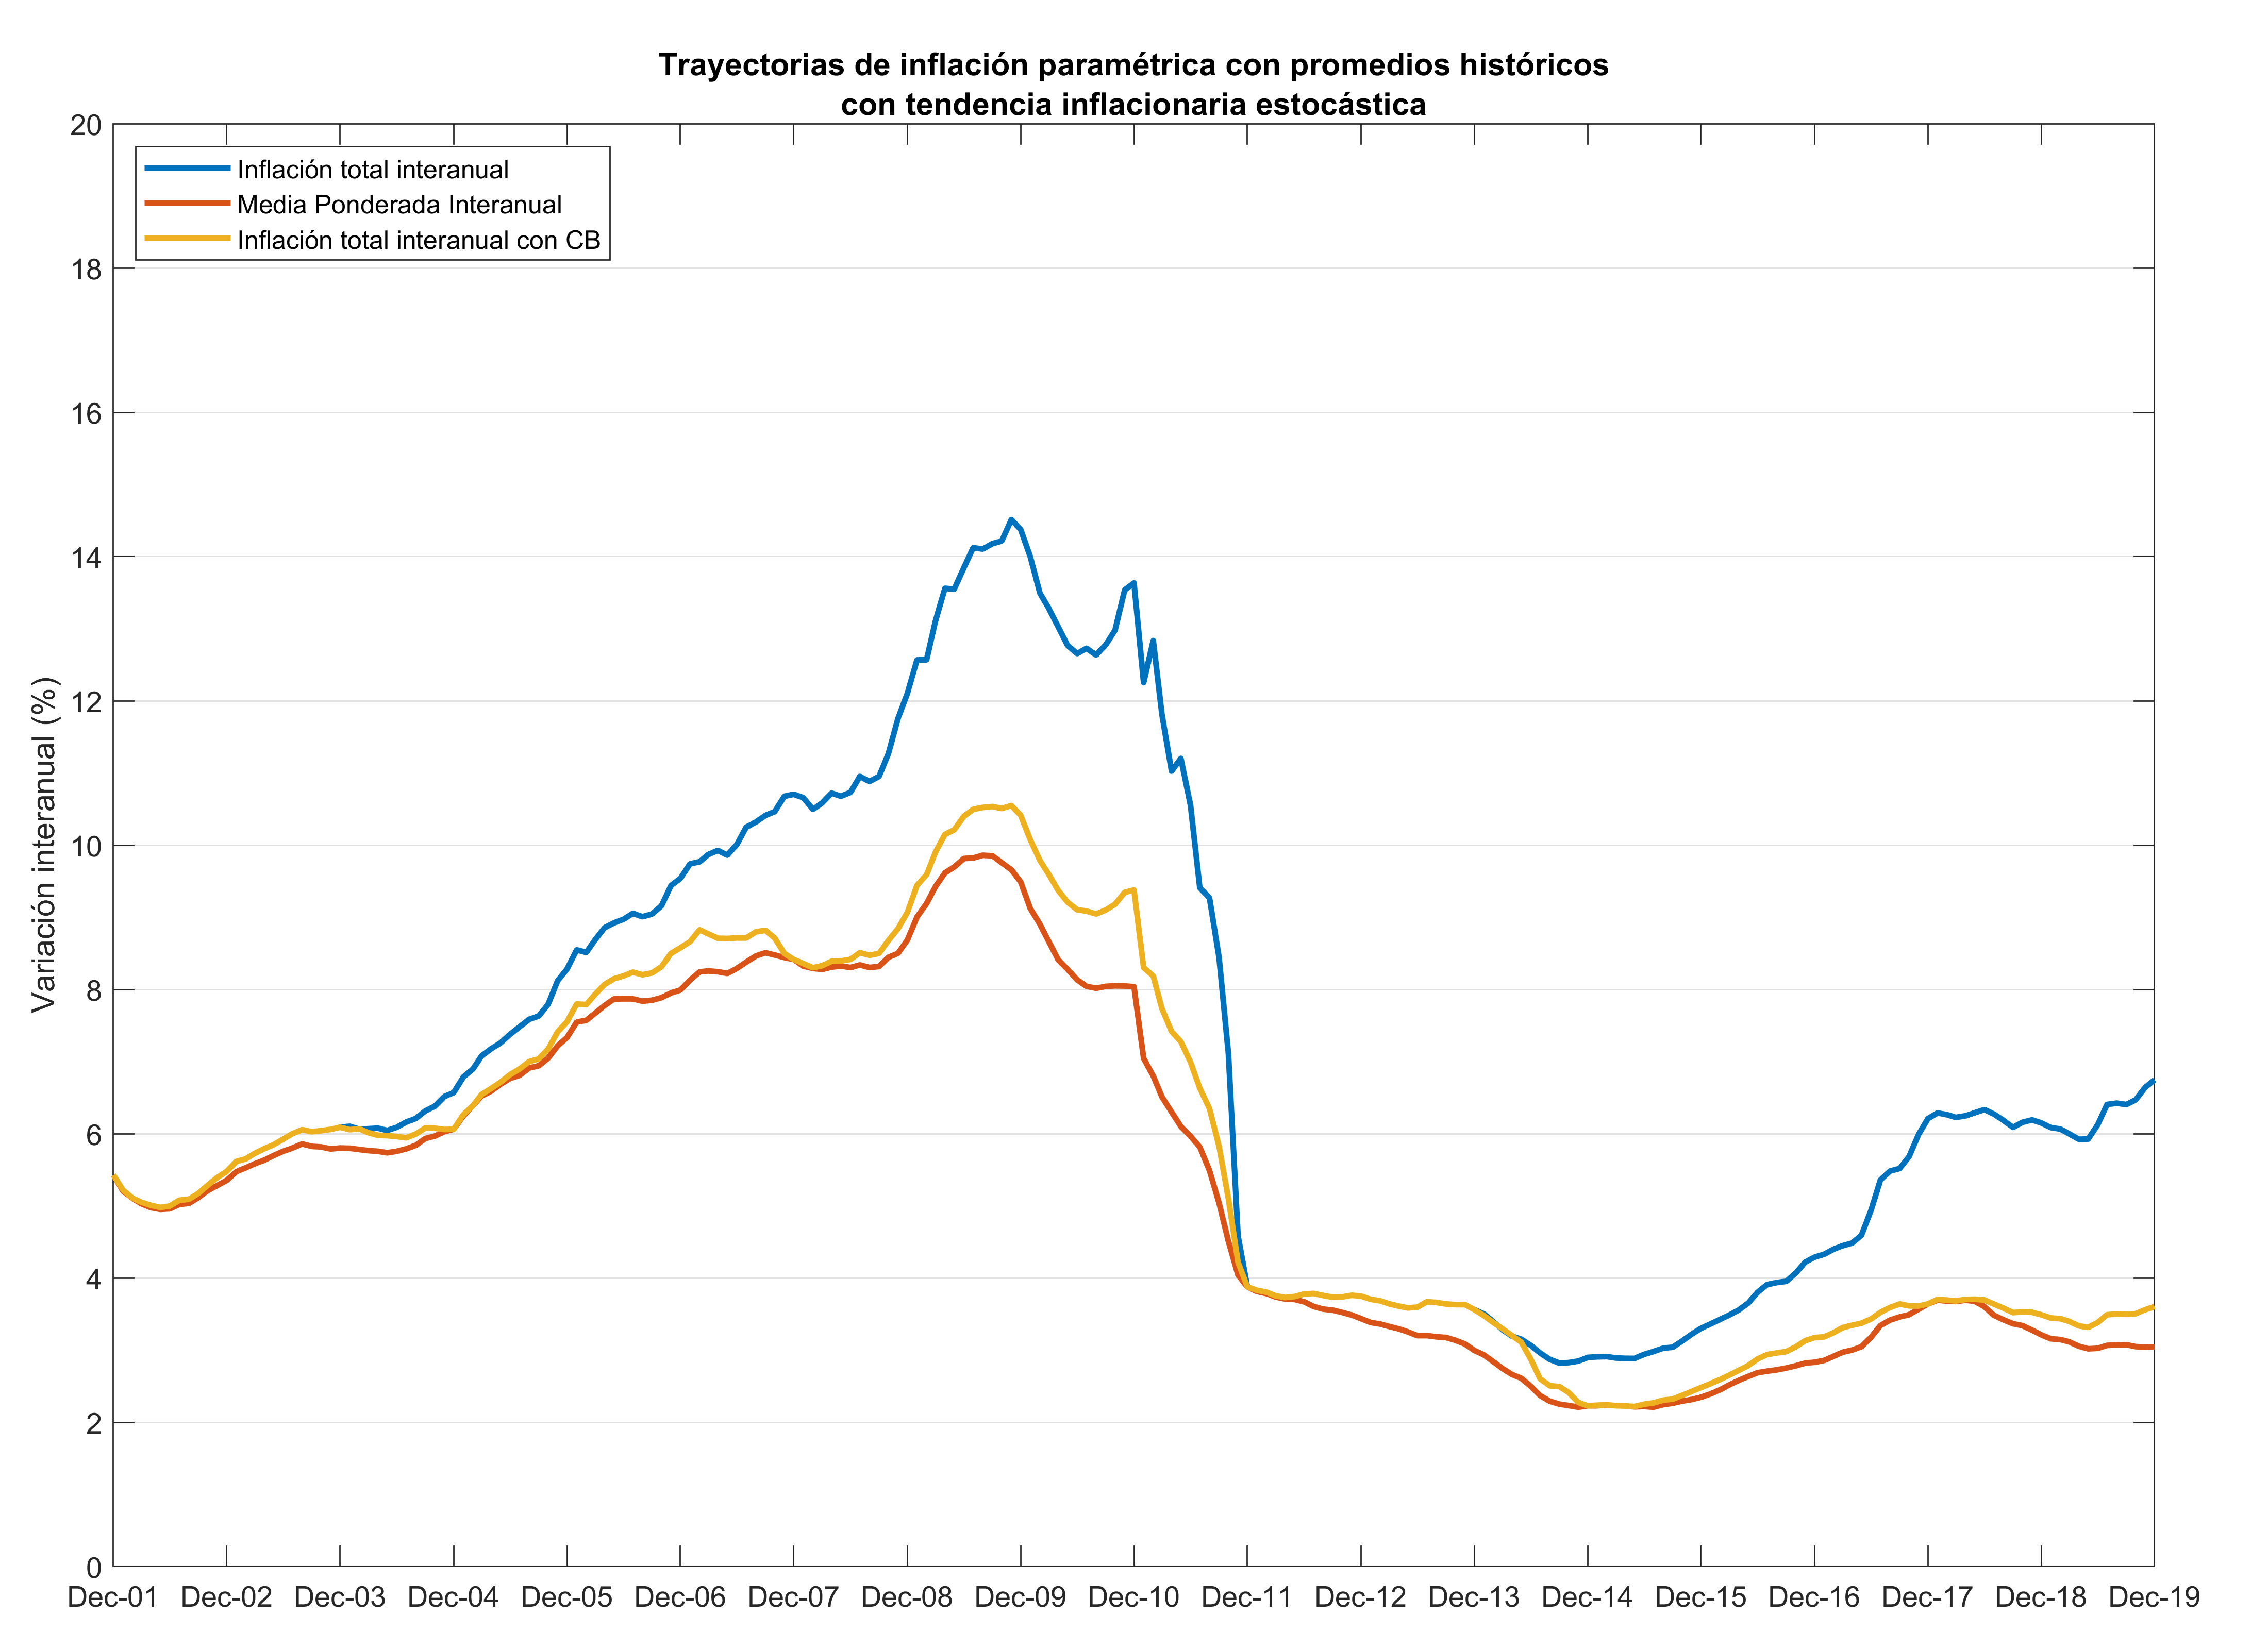 Trayectorias de inflación paramétrica con promedios históricos
con tendencia inflacionaria estocástica
Inflación total interanual
Media Ponderada Interanual
Inflación total interanual con CB
Variación interanual (%)
20
18
16
14
12
10
8
6
4
2
0
Dec-01 Dec-02 Dec-03 Dec-04 Dec-05 Dec-06 Dec-07 Dec-08 Dec-09 Dec-10 Dec-11 Dec-12 Dec-13 Dec-14 Dec-15 Dec-16 Dec-17 Dec-18 Dec-19